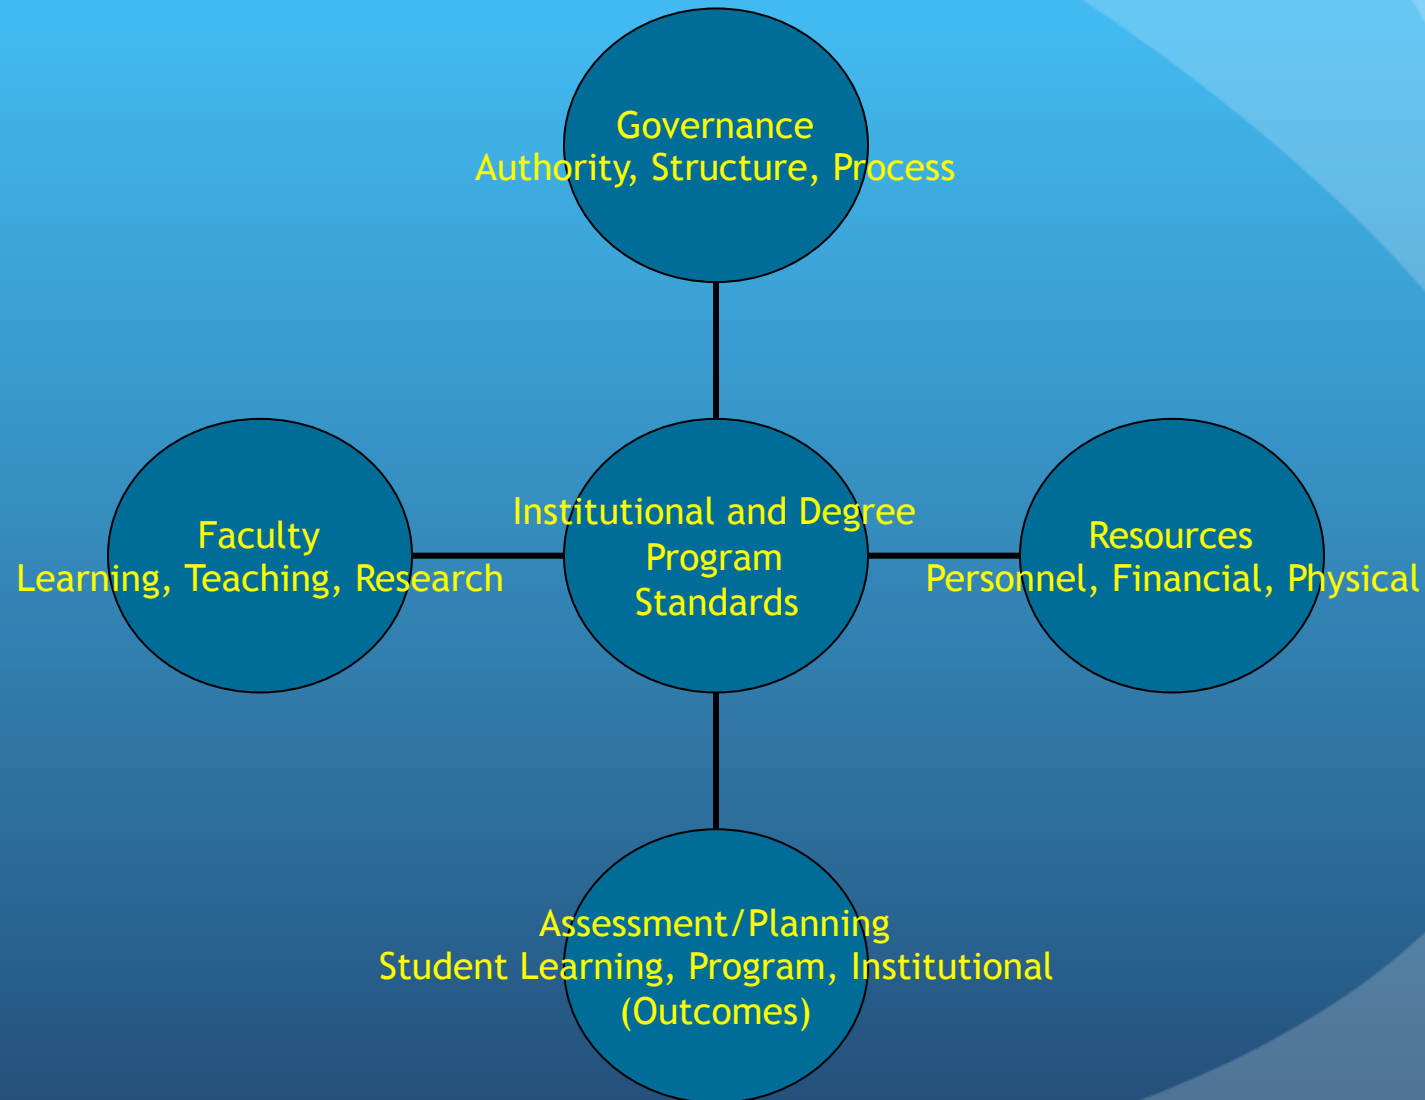 Governance
Authority, Structure, Process
Faculty
Learning, Teaching, Research
Institutional and Degree
Program
Standards
Resources
Personnel, Financial, Physical
Assessment/Planning
Student Learning, Program, Institutional
(Outcomes)